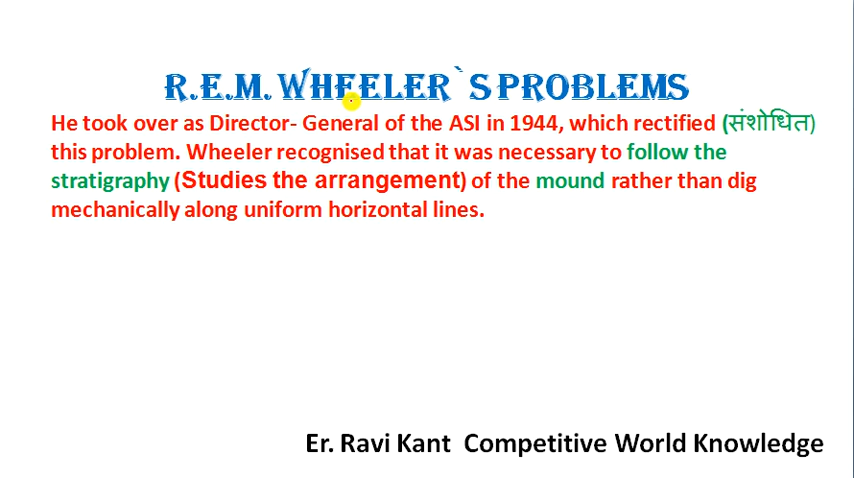 R.E.M. WHEELER`S PROBLEMS
He took over as Director- General of the ASI in 1944, which rectified (संशोधित)
this problem. Wheeler recognised that it was necessary to follow the
stratigraphy (Studies the arrangement) of the mound rather than dig
mechanically along uniform horizontal lines.
Er. Ravi Kant  Competitive World Knowledge